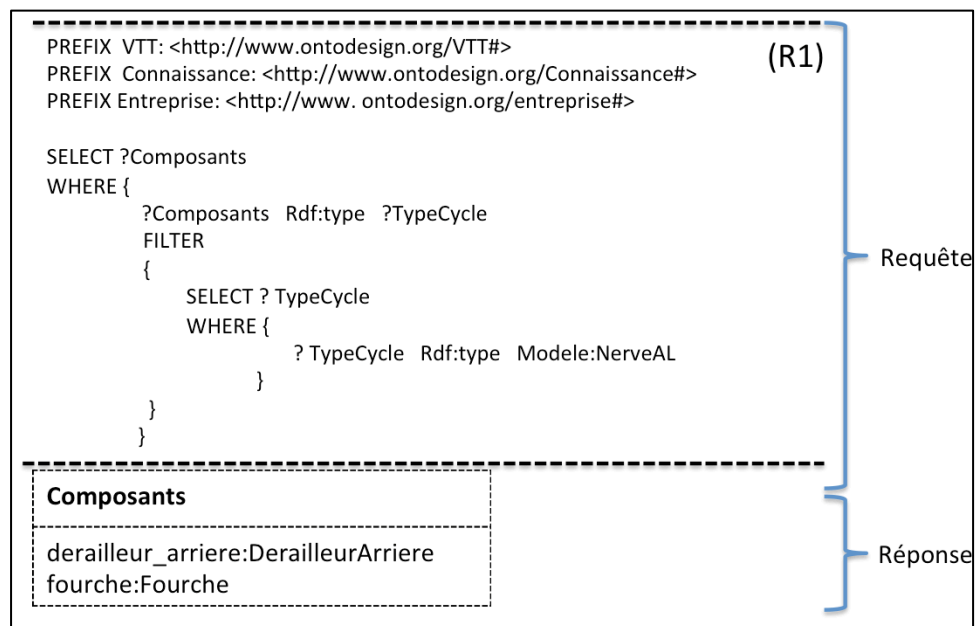 PREFIX VTT: <http://www.ontodesign.org/VTT#>
(R1)
PREFIX Connaissance: <http://www.ontodesign.org/Connaissance#>
PREFIX Entreprise: <http://www. ontodesign.org/entreprise#>
SELECT ?Composants
WHERE {
?Composants Rdf:type ?TypeCycle
FILTER
{
SELECT ? TypeCycle
WHERE {
? TypeCycle Rdf:type Modele:NerveAL
}
}
}
Requête
Composants
derailleur_arriere:DerailleurArriere
fourche:Fourche
Réponse